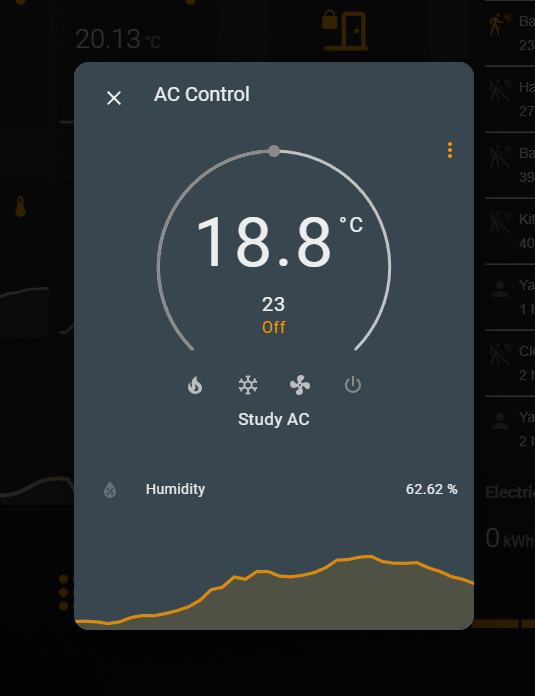 20.13 °C
AC Control
18.8 °C
23
Off
Study AC
Humidity 62.62 %
Ba
23
Ha
27
Ba
39
Kit
40
Ya
1 h
Clo
2 h
Ya
2 h
Electric
0 kWh